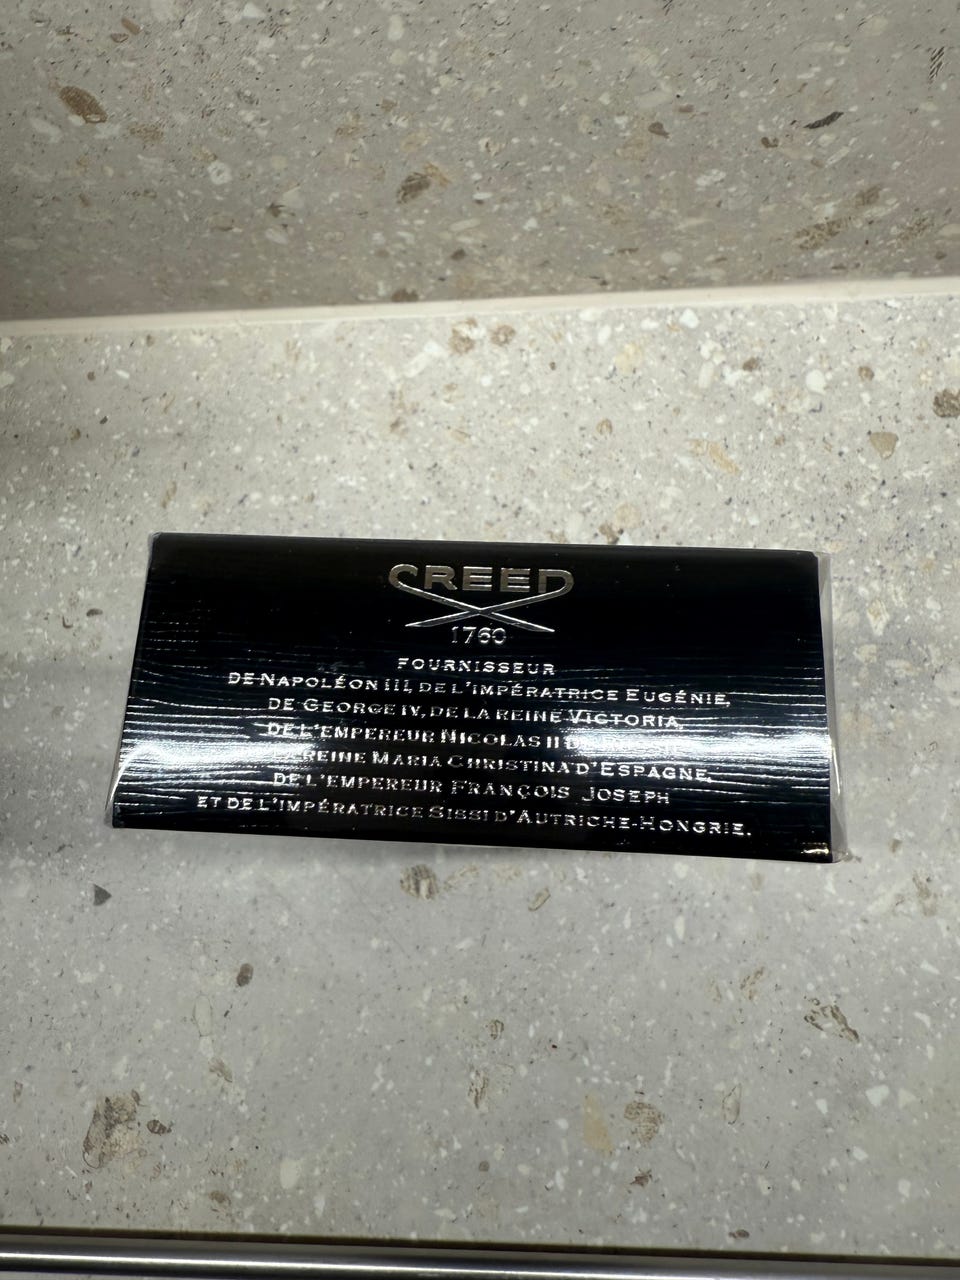 CREED
1760
FOURNISSEUR
DE NAPOLÉON III, DE L'IMPÉRATRICE EUGÉNIE,
DE GEORGE IV, DE LA REINE VICTORIA,
DE L'EMPEREUR NICOLAS II
REINE MARIA CHRISTINA D'ESPAGNE,
DE L'EMPEREUR FRANÇOIS JOSEPH
ET DE L'IMPÉRATRICE SISSI D'AUTRICHE-HONGRIE.